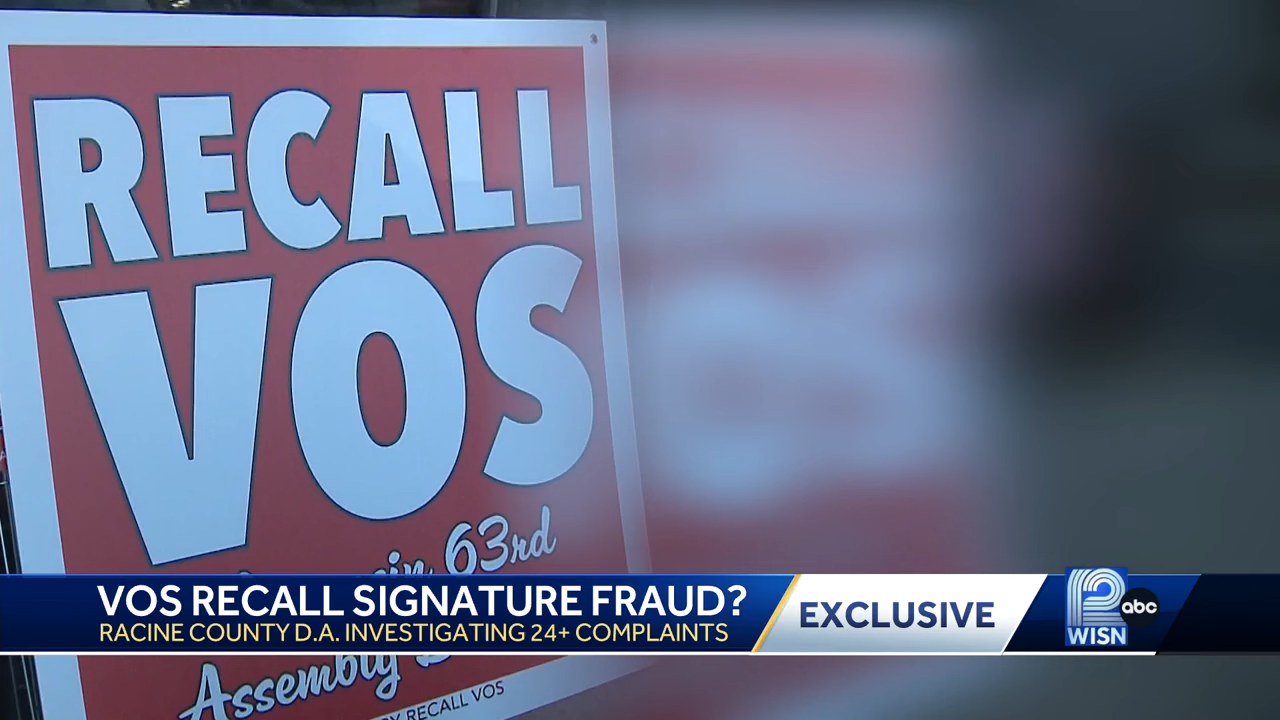 RECALL
VOS
63rd
VOS RECALL SIGNATURE FRAUD?
RACINE COUNTY D.A. INVESTIGATING 24+ COMPLAINTS
EXCLUSIVE
12
abc
WISN
Assembly
RECALL VOS